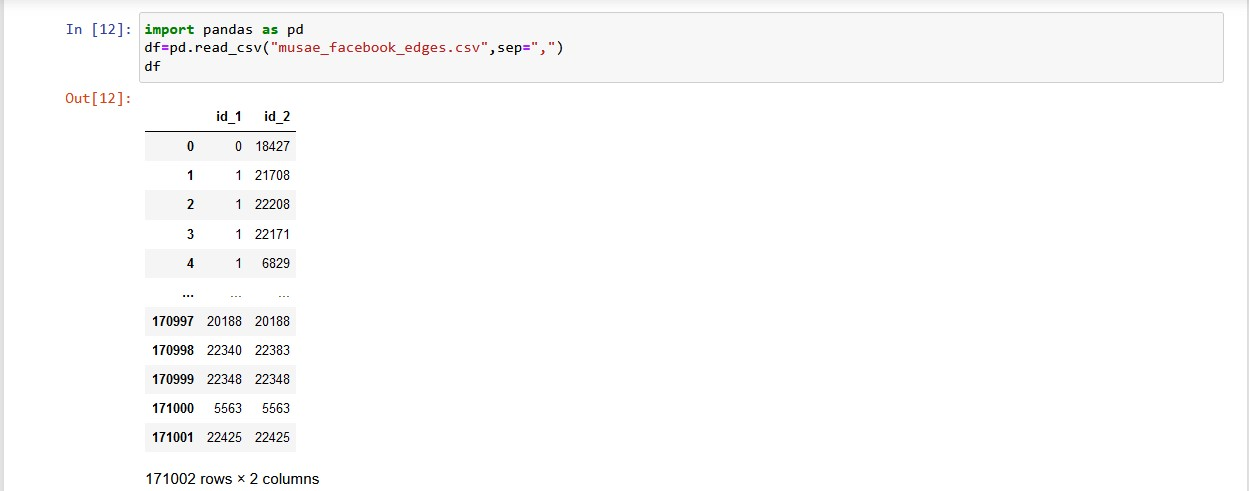 In [12]: import pandas as pd
df=pd.read_csv("musae_facebook_edges.csv",sep=",")
df
Out[12]:
id_1 id_2
0 0 18427
1 1 21708
2 1 22208
3 1 22171
4 1 6829
... ... ...
170997 20188 20188
170998 22340 22383
170999 22348 22348
171000 5563 5563
171001 22425 22425
171002 rows × 2 columns